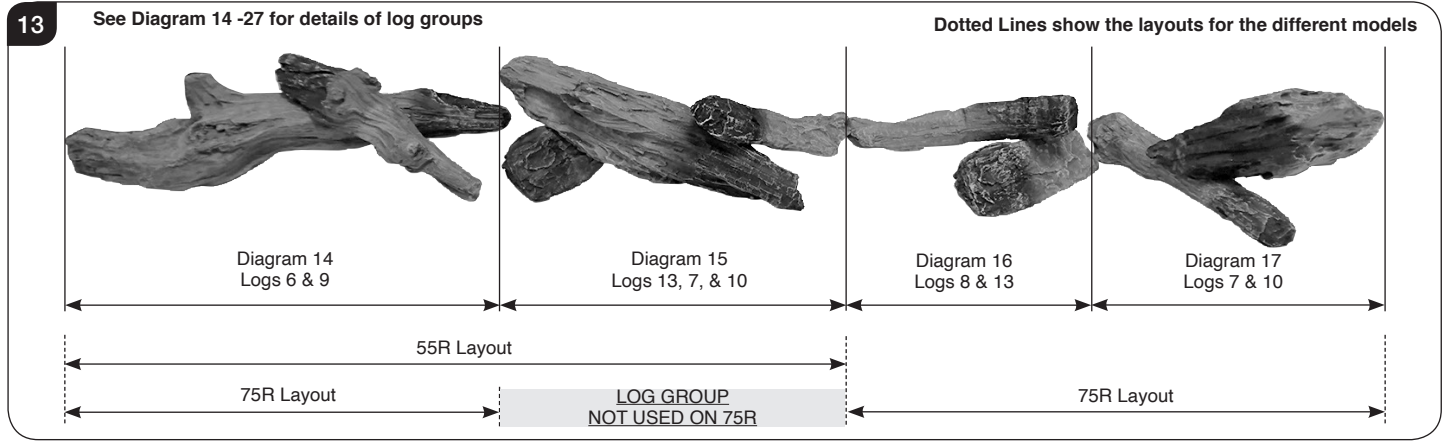 13
See Diagram 14 -27 for details of log groups
Dotted Lines show the layouts for the different models
Diagram 14
Logs 6 & 9
Diagram 15
Logs 13, 7, & 10
Diagram 16
Logs 8 & 13
Diagram 17
Logs 7 & 10
55R Layout
75R Layout
LOG GROUP
NOT USED ON 75R
75R Layout